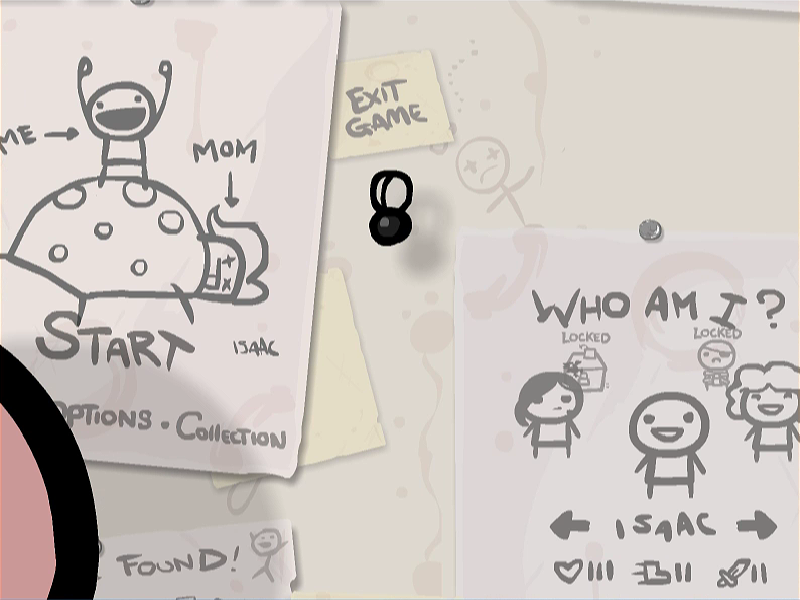 ME
MOM
START
ISAAC
OPTIONS • COLLECTION
EXIT
GAME
FOUND!
WHO AM I?
LOCKED
LOCKED
ISAAC